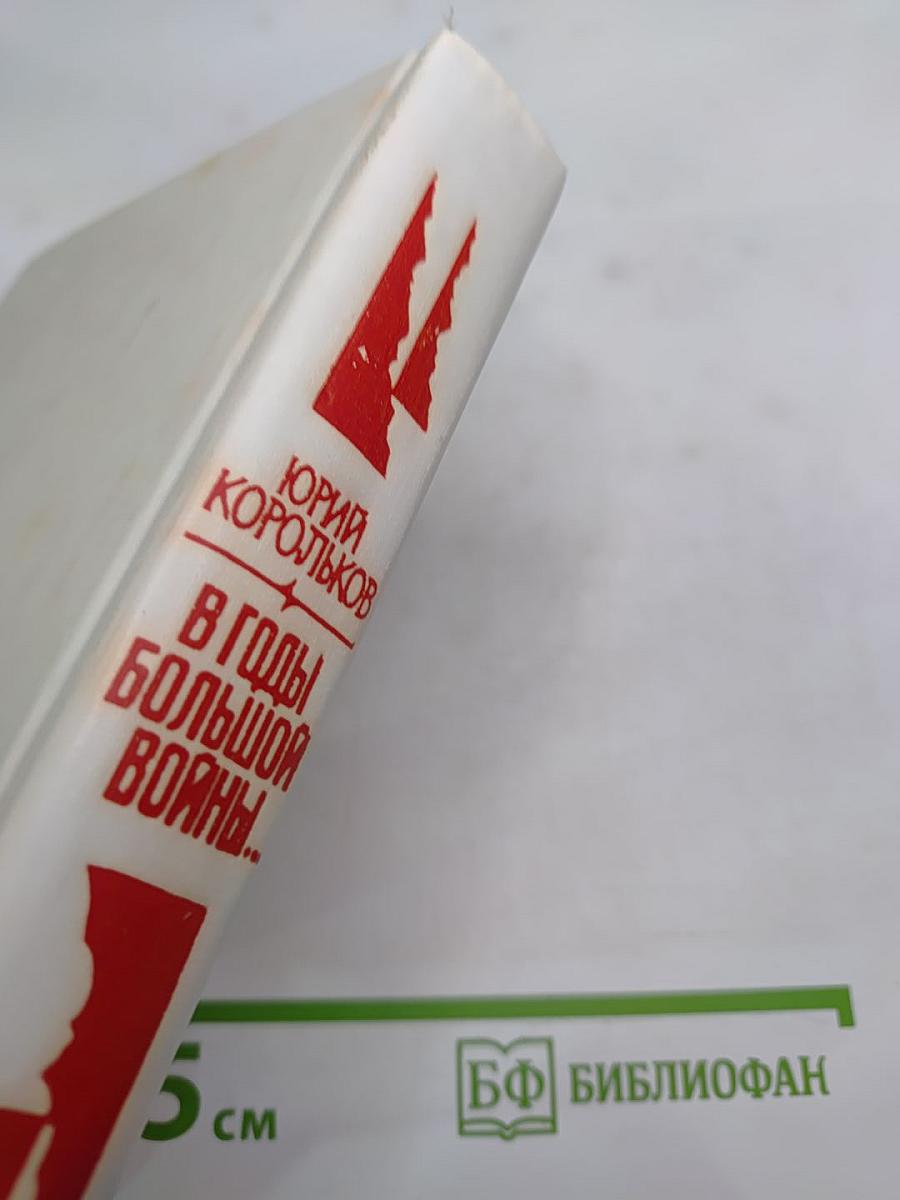 ЮРИЙ
КОРОЛЬКОВ
В ГОДЫ
БОЛЬШОЙ
ВОЙНЫ...
5 см
БФ БИБЛИОФАН